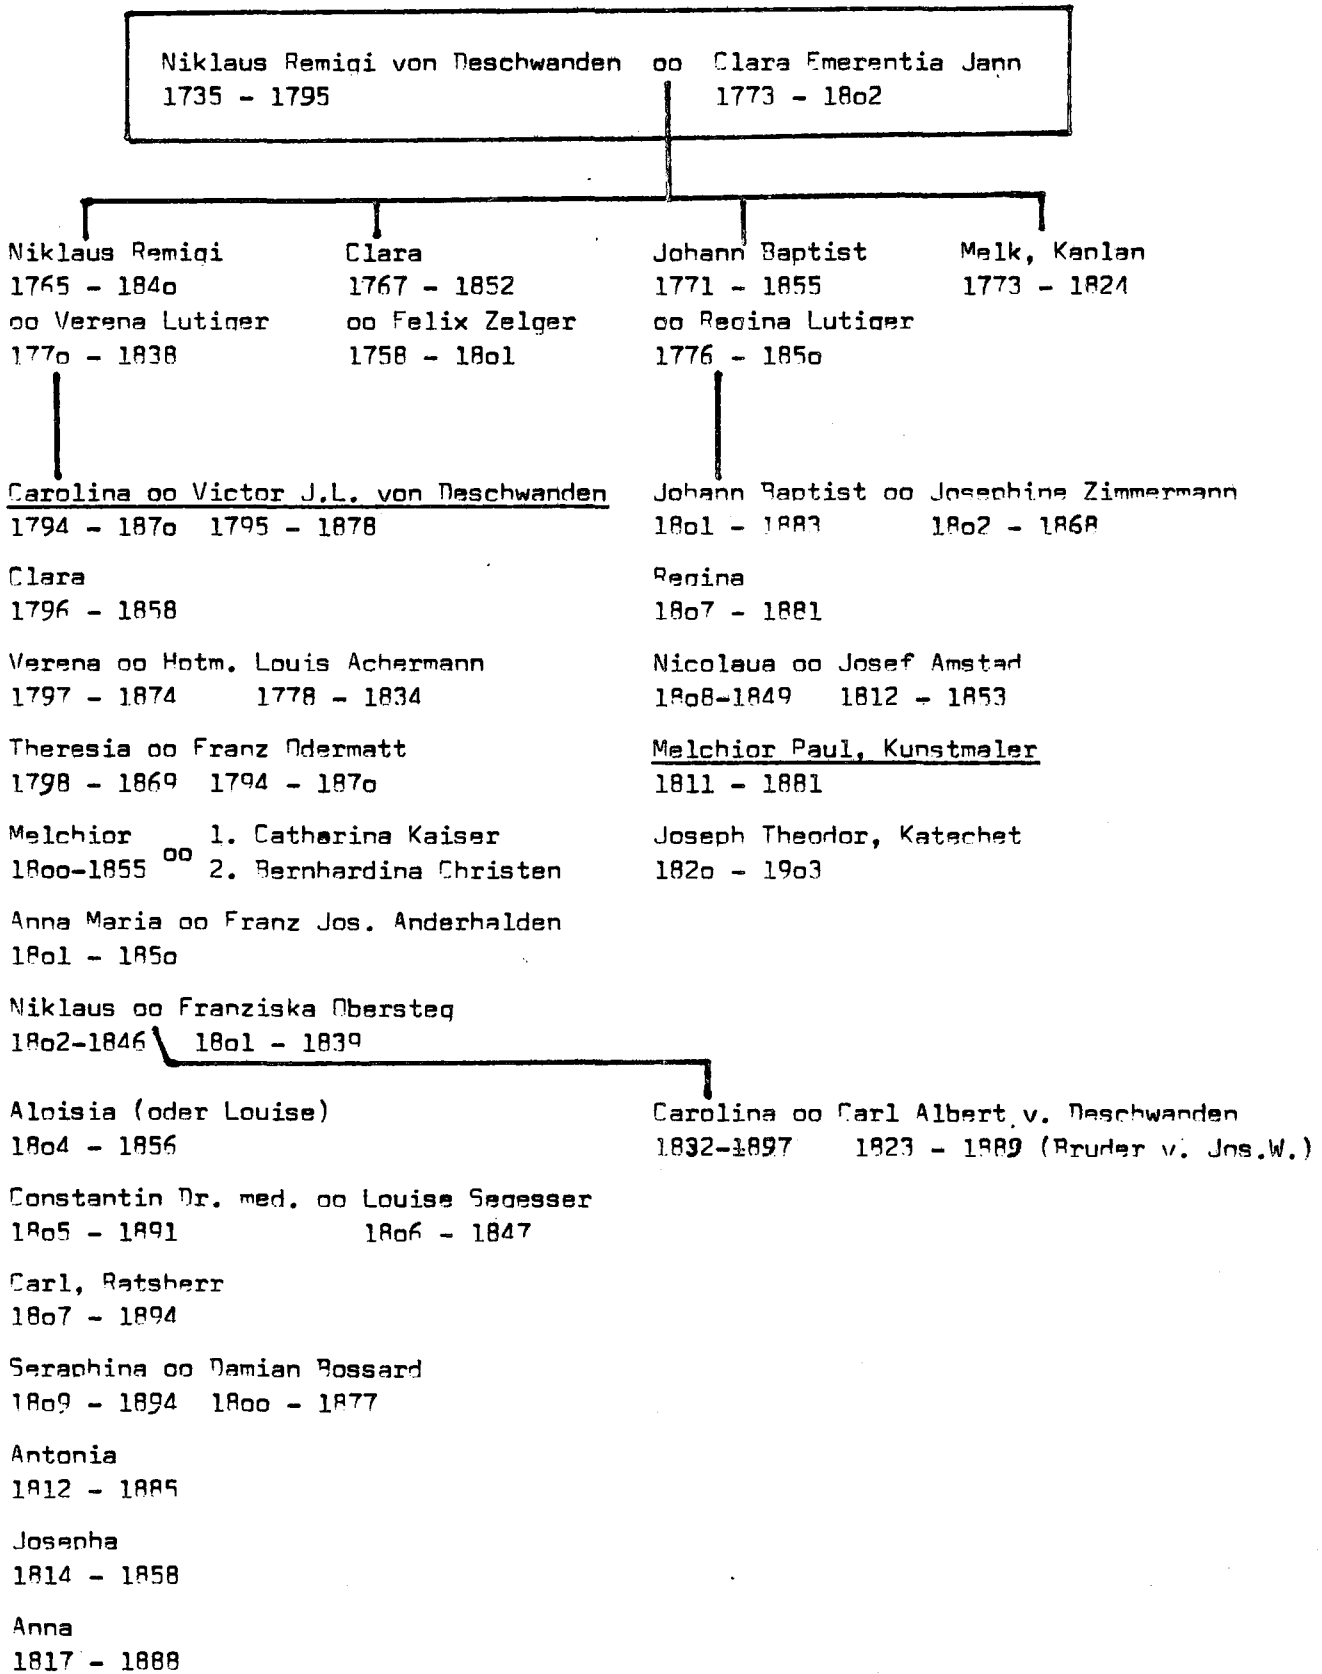 Niklaus Remigi von Deschwanden oo Clara Emerentia Jann
1735 - 1795 1773 - 18o2
Niklaus Remigi Clara Johann Baptist Melk, Kaplan
1765 - 184o 1767 - 1852 1771 - 1855 1773 - 1824
oo Verena Lutiger oo Felix Zelger oo Regina Lutiger
177o - 1838 1758 - 18o1 1776 - 185o
Carolina oo Victor J.L. von Deschwanden
1794 - 187o 1795 - 1878
Clara
1796 - 1858
Verena oo Hptm. Louis Achermann
1797 - 1874 1778 - 1834
Theresia oo Franz Odermatt
1798 - 1869 1794 - 187o
Melchior oo 1. Catharina Kaiser
18oo-1855 2. Bernhardina Christen
Anna Maria oo Franz Jos. Anderhalden
18o1 - 185o
Niklaus oo Franziska Obersteg
18o2-1846 18o1 - 1839
Aloisia (oder Louise)
18o4 - 1856
Constantin Dr. med. oo Louise Segesser
18o5 - 1891 18o6 - 1847
Carl, Ratsherr
18o7 - 1894
Seraphina oo Damian Bossard
18o9 - 1894 18oo - 1877
Antonia
1812 - 1885
Josepha
1814 - 1858
Anna
1817 - 1888
Johann Baptist oo Josephine Zimmermann
18o1 - 1883 18o2 - 1868
Regina
18o7 - 1881
Nicolaua oo Josef Amstad
18o8-1849 1812 - 1853
Melchior Paul, Kunstmaler
1811 - 1881
Joseph Theodor, Katechet
182o - 19o3
Carolina oo Carl Albert v. Deschwanden
1832-1897 1823 - 1889 (Bruder v. Jos.W.)